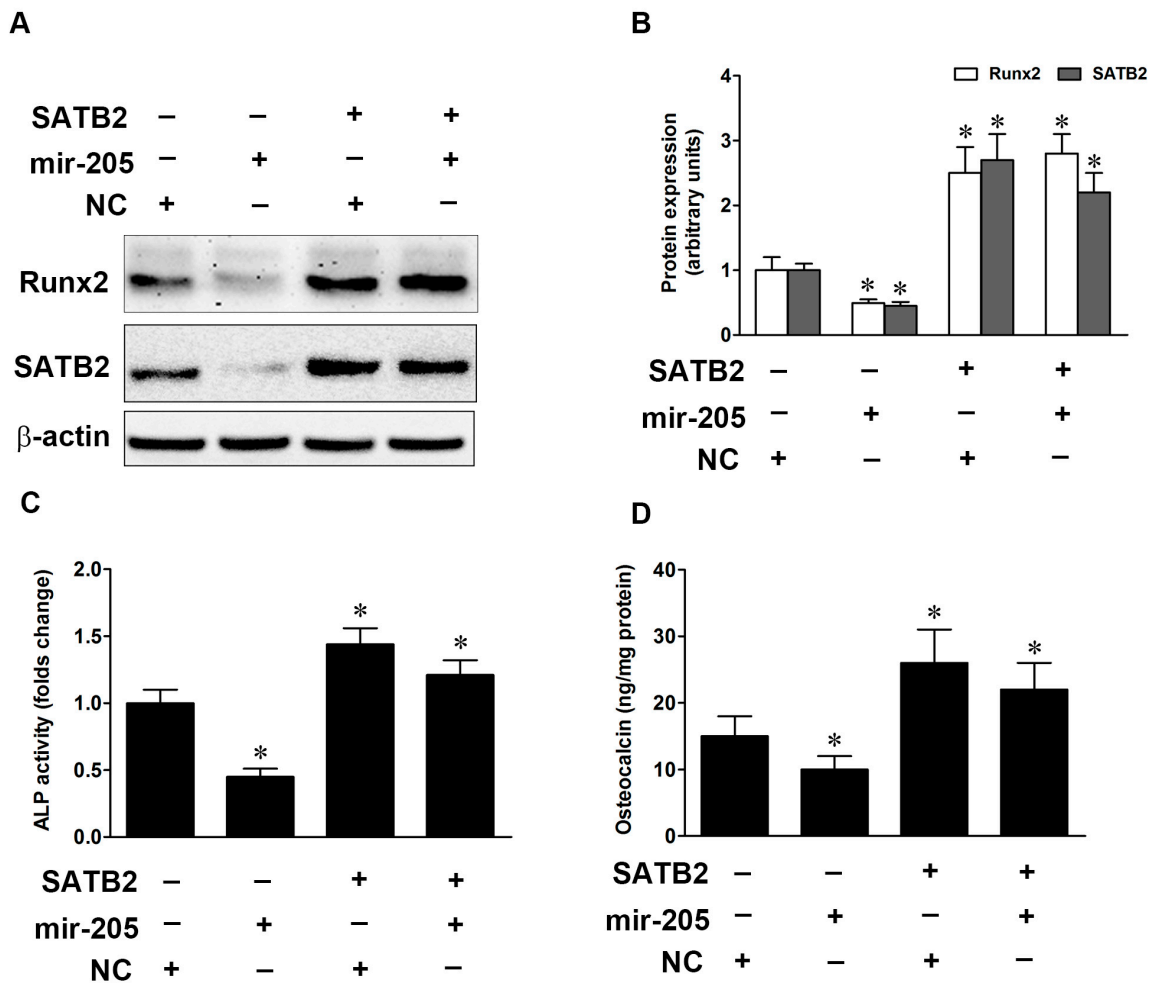 A
SATB2 – – + +
mir-205 – + – +
NC + – + –
Runx2
SATB2
β-actin
B
Runx2 SATB2
Protein expression
(arbitrary units)
4
3
2
1
0
* * * * * *
SATB2 – – + +
mir-205 – + – +
NC + – + –
C
ALP activity (folds change)
2.0
1.5
1.0
0.5
0.0
* * *
SATB2 – – + +
mir-205 – + – +
NC + – + –
D
Osteocalcin (ng/mg protein)
40
30
20
10
0
* * *
SATB2 – – + +
mir-205 – + – +
NC + – + –